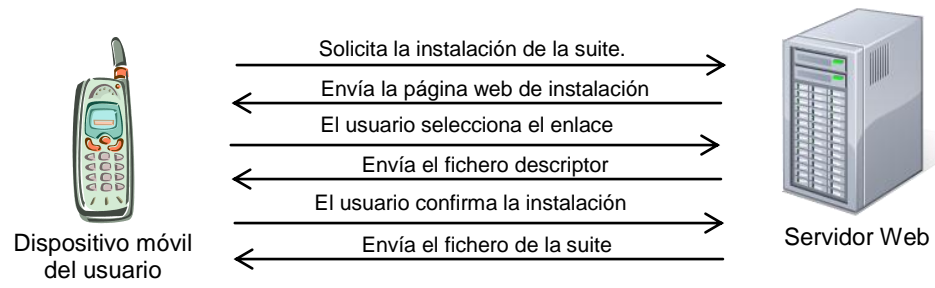 Solicita la instalación de la suite.
Envía la página web de instalación
El usuario selecciona el enlace
Envía el fichero descriptor
El usuario confirma la instalación
Envía el fichero de la suite
Dispositivo móvil
del usuario
Servidor Web